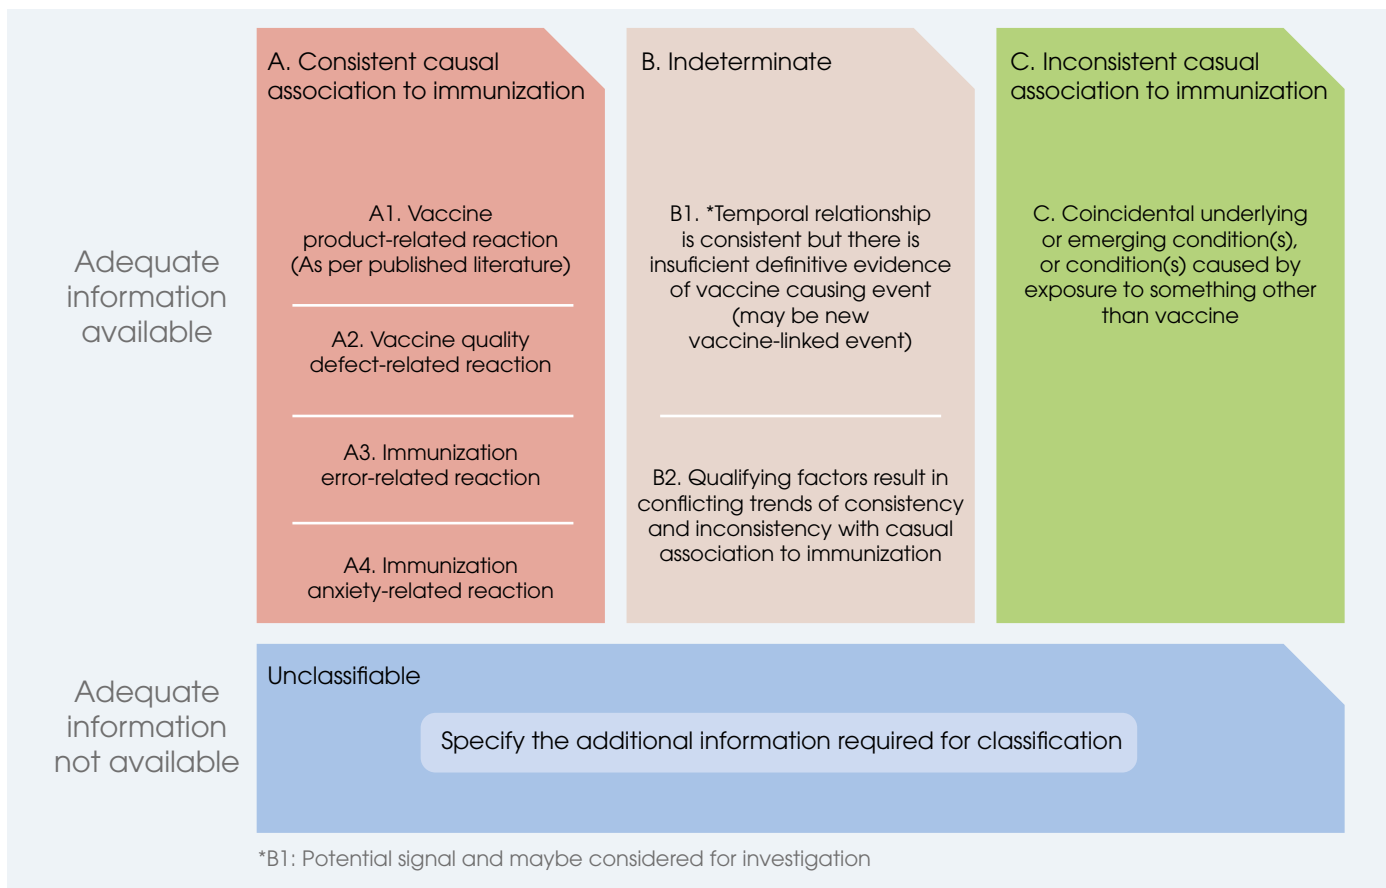 Adequate
information
available
A. Consistent causal
association to immunization
A1. Vaccine
product-related reaction
(As per published literature)
A2. Vaccine quality
defect-related reaction
A3. Immunization
error-related reaction
A4. Immunization
anxiety-related reaction
B. Indeterminate
B1. *Temporal relationship
is consistent but there is
insuficient definitive evidence
of vaccine causing event
(may be new
vaccine-linked event)
B2. Qualifying factors result in
conflicting trends of consistency
and inconsistency with casual
association to immunization
C. Inconsistent casual
association to immunization
C. Coincidental underlying
or emerging condition(s),
or condition(s) caused by
exposure to something other
than vaccine
Adequate
information
not available
Unclassifiable
Specify the additional information required for classification
*B1: Potential signal and maybe considered for investigation